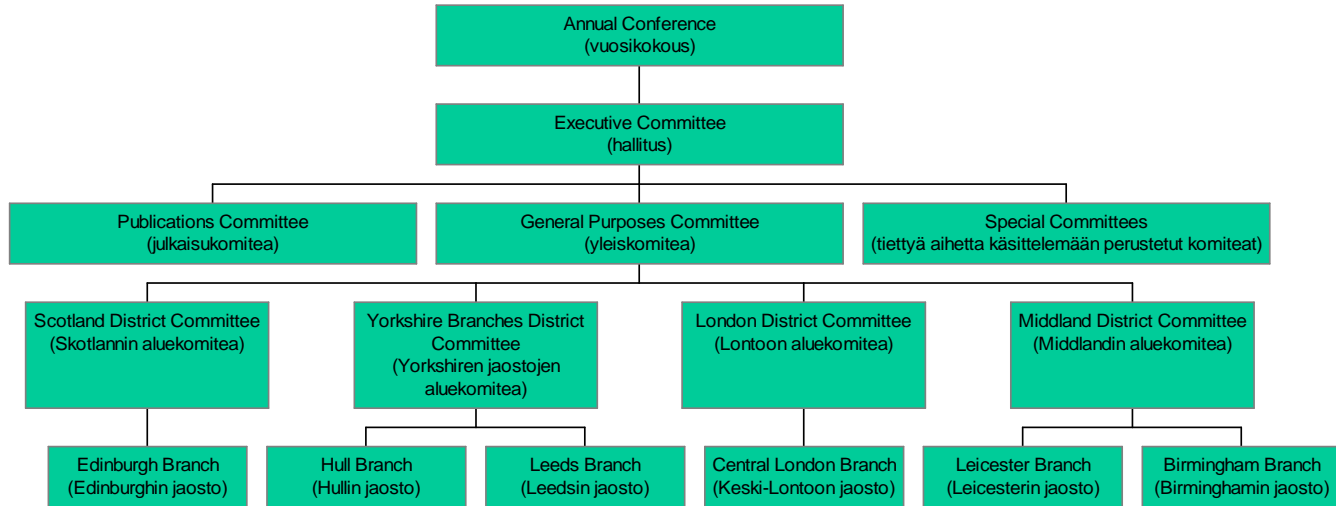 Annual Conference
(vuosikokous)
Executive Committee
(hallitus)
Publications Committee
(julkaisukomitea)
General Purposes Committee
(yleiskomitea)
Special Committees
(tiettyä aihetta käsittelemään perustetut komiteat)
Scotland District Committee
(Skotlannin aluekomitea)
Yorkshire Branches District
Committee
(Yorkshiren jaostojen
aluekomitea)
London District Committee
(Lontoon aluekomitea)
Middland District Committee
(Middlandin aluekomitea)
Edinburgh Branch
(Edinburghin jaosto)
Hull Branch
(Hullin jaosto)
Leeds Branch
(Leedsin jaosto)
Central London Branch
(Keski-Lontoon jaosto)
Leicester Branch
(Leicesterin jaosto)
Birmingham Branch
(Birminghamin jaosto)